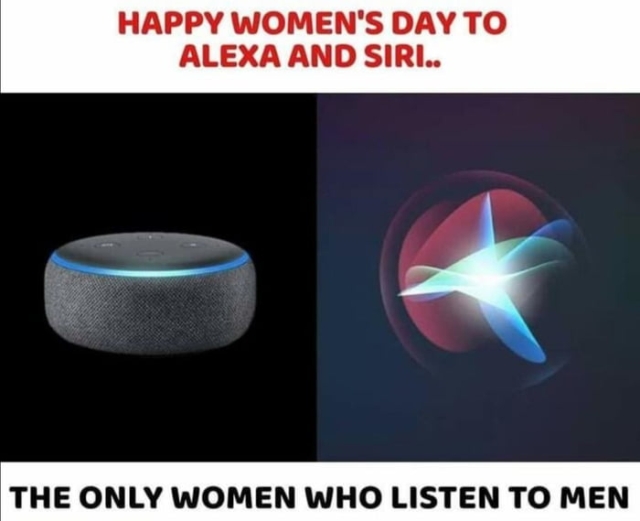 HAPPY WOMEN'S DAY TO
ALEXA AND SIRI..
THE ONLY WOMEN WHO LISTEN TO MEN